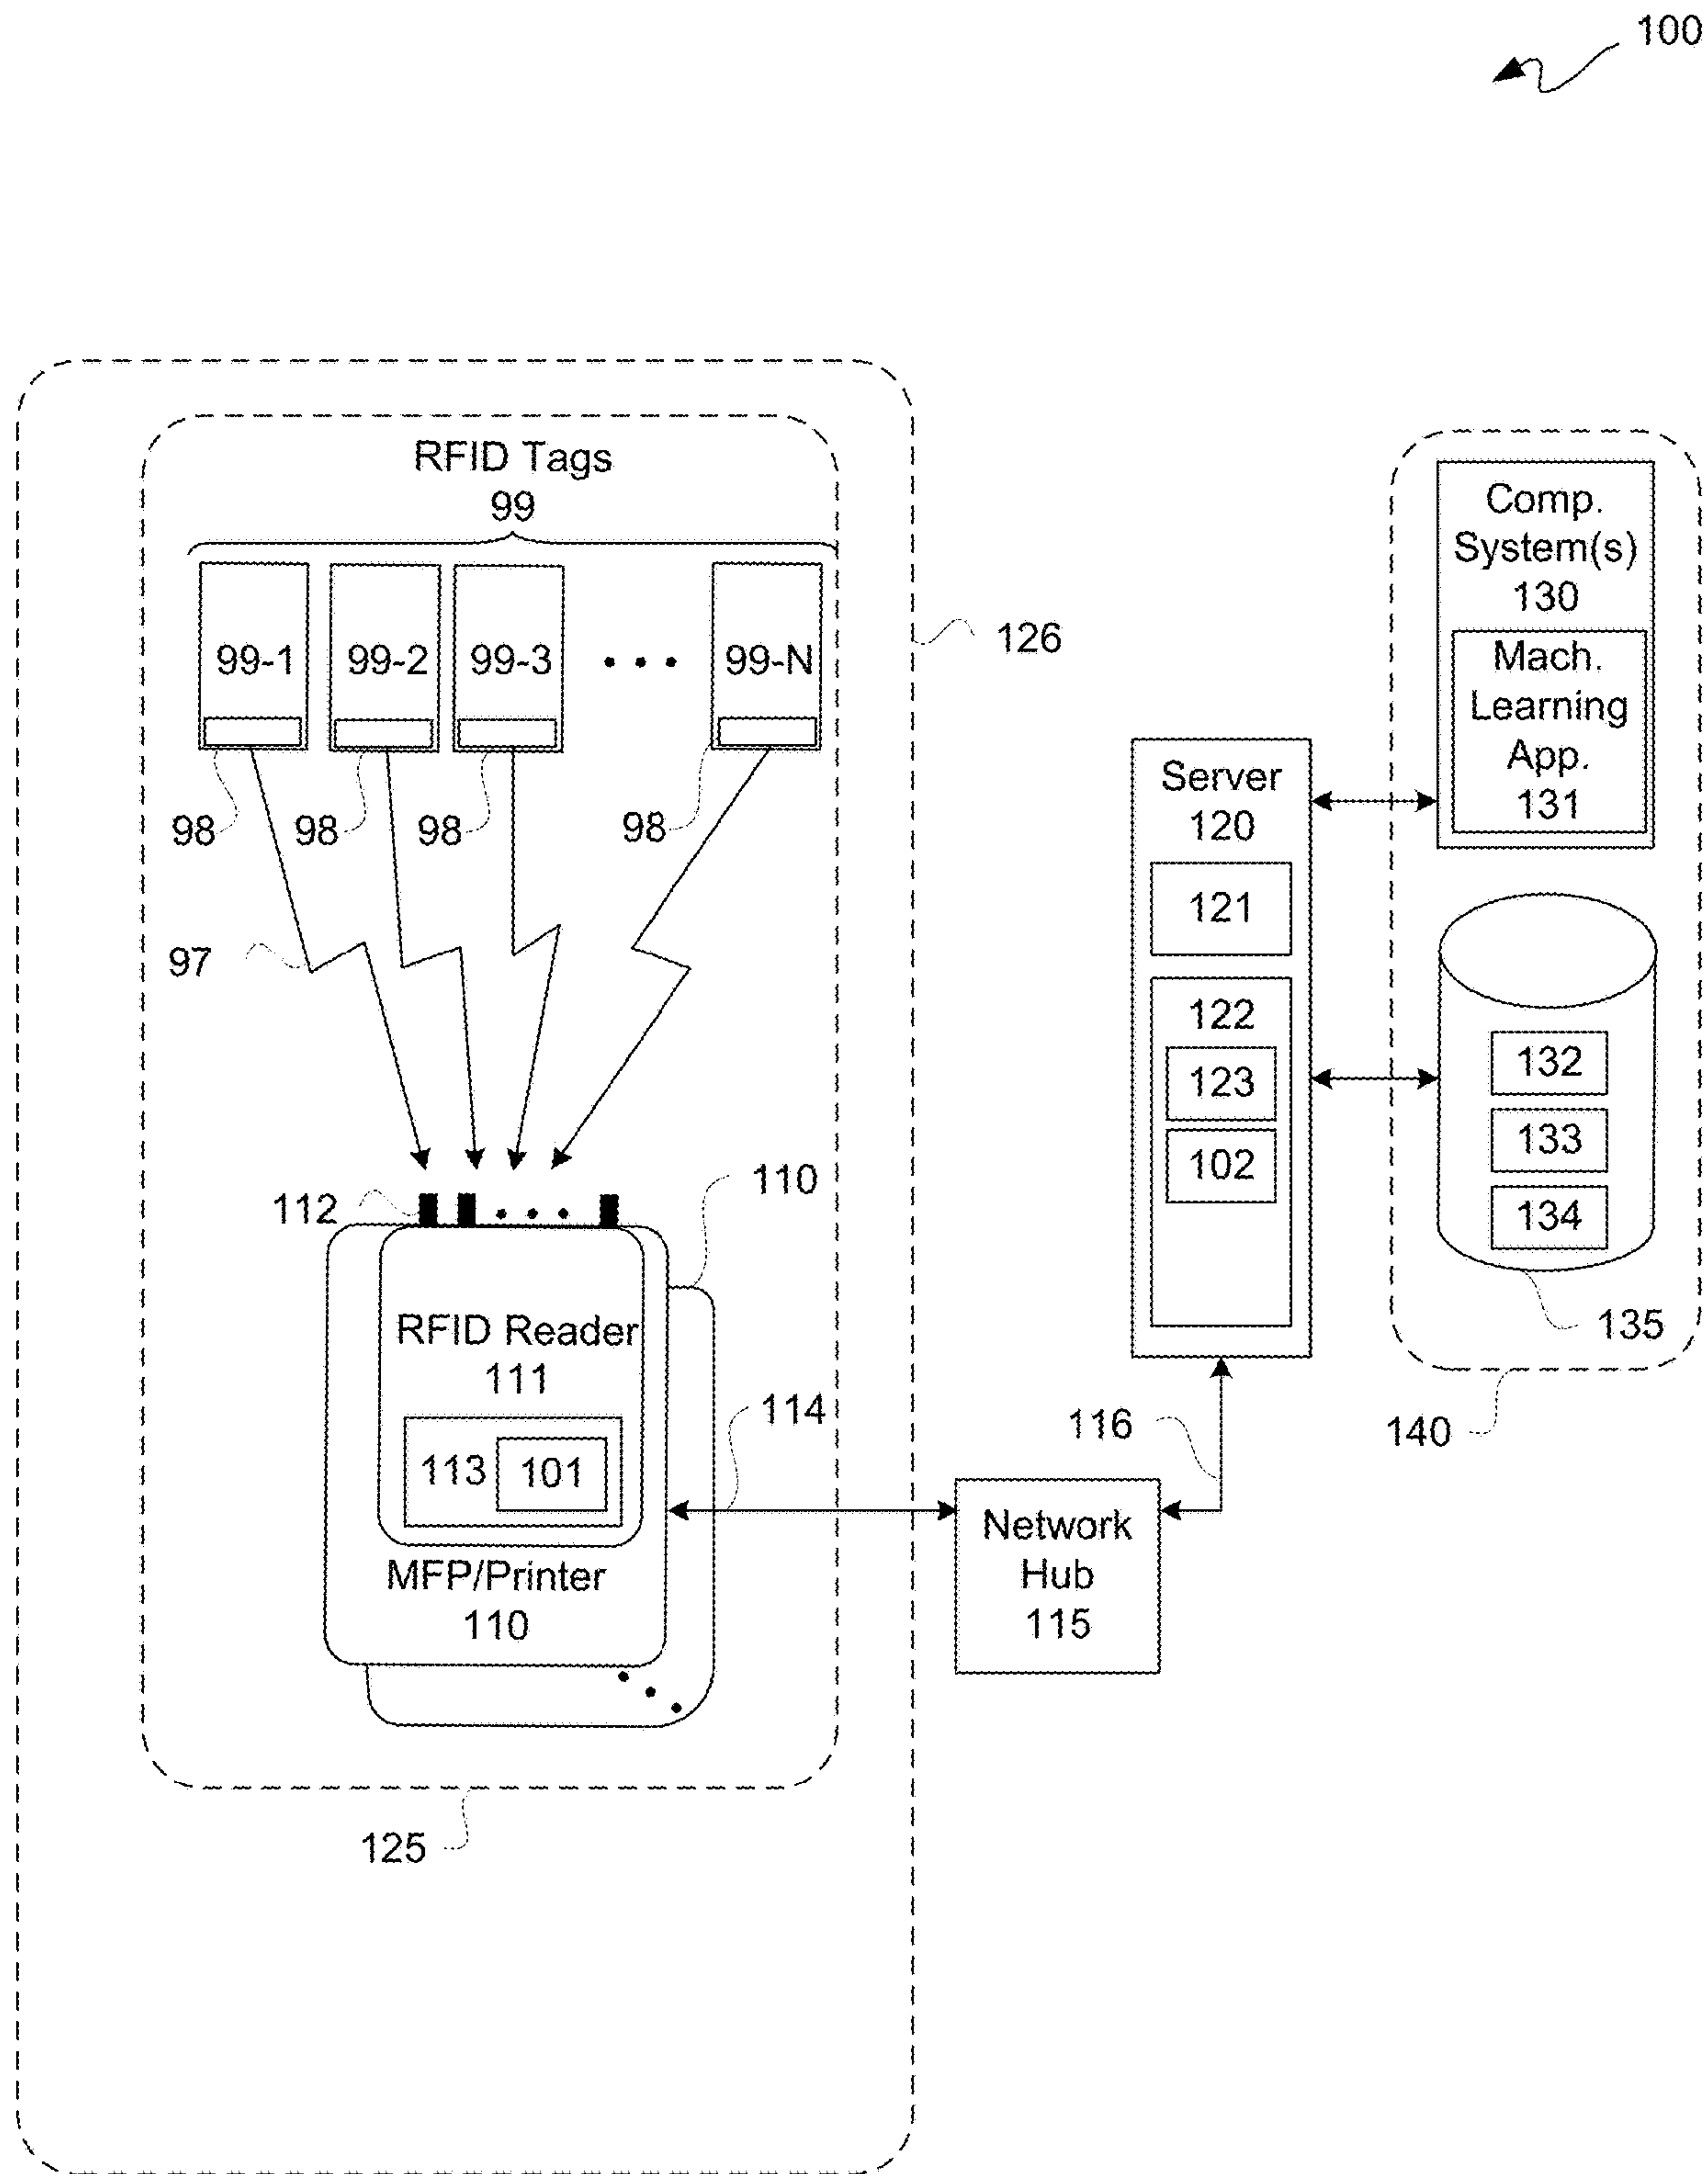 100
RFID Tags
99
99-1
99-2
99-3
99-N
98
98
98
98
97
126
112
110
RFID Reader
111
113
101
MFP/Printer
110
114
125
Network
Hub
115
116
Server
120
121
122
123
102
Comp.
System(s)
130
Mach.
Learning
App.
131
132
133
134
135
140